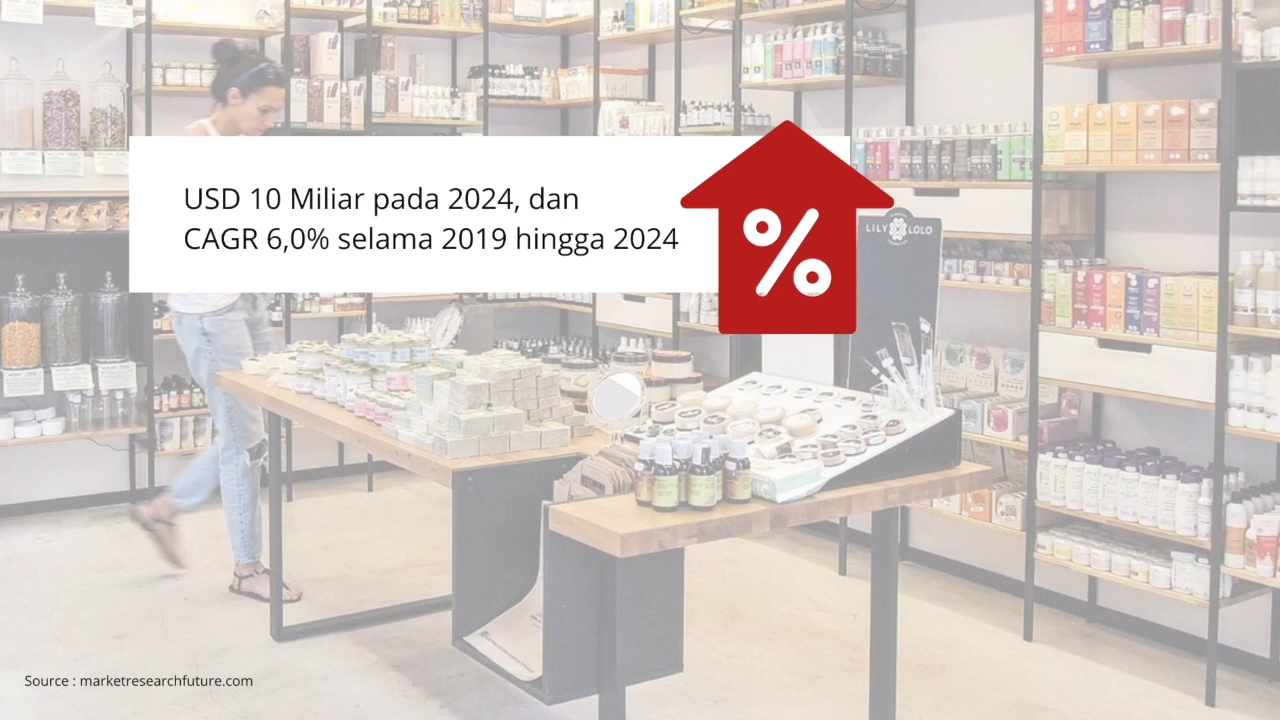 USD 10 Miliar pada 2024, dan
CAGR 6,0% selama 2019 hingga 2024
%
LILY LOLO
Source : marketresearchfuture.com